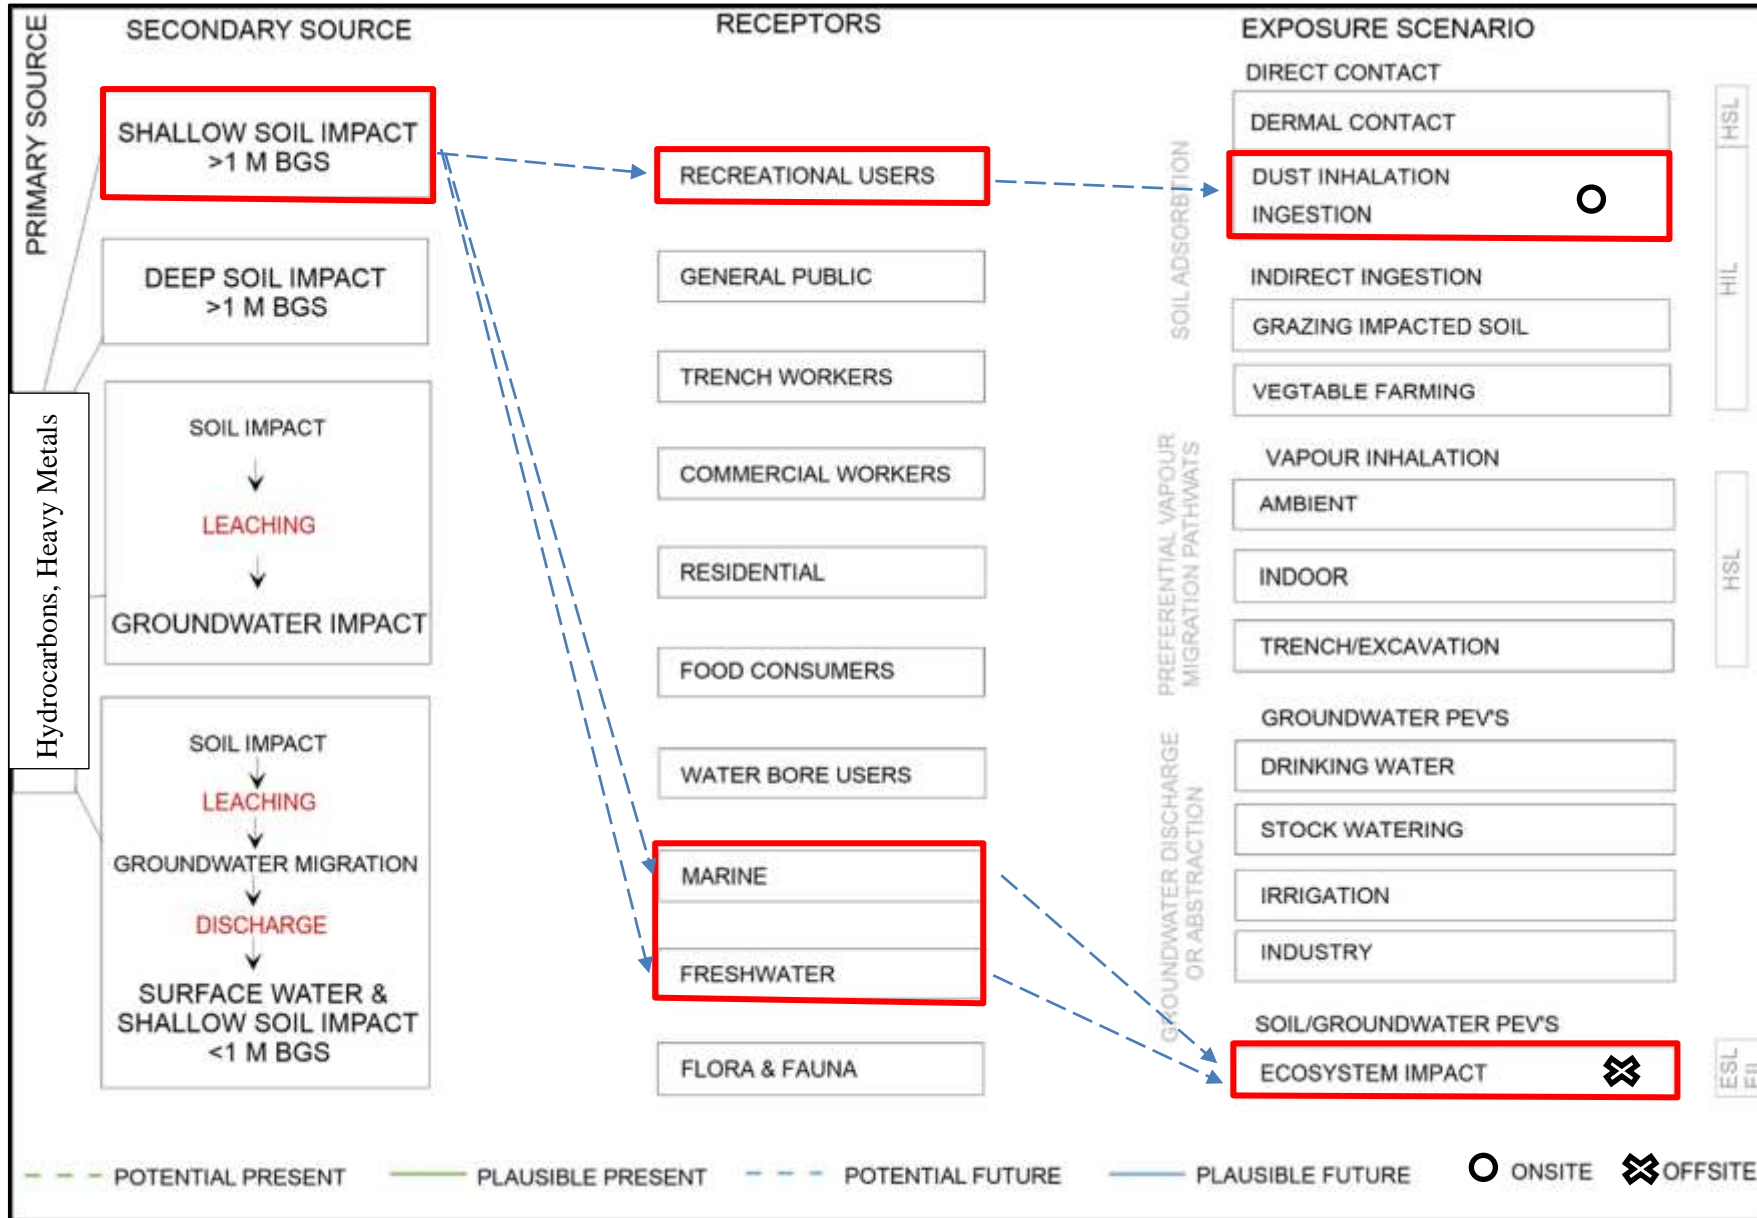 PRIMARY SOURCE
SECONDARY SOURCE
RECEPTORS
EXPOSURE SCENARIO
Hydrocarbons, Heavy Metals
SHALLOW SOIL IMPACT
>1 M BGS
DEEP SOIL IMPACT
>1 M BGS
SOIL IMPACT
LEACHING
GROUNDWATER IMPACT
SOIL IMPACT
LEACHING
GROUNDWATER MIGRATION
DISCHARGE
SURFACE WATER &
SHALLOW SOIL IMPACT
<1 M BGS
RECREATIONAL USERS
GENERAL PUBLIC
TRENCH WORKERS
COMMERCIAL WORKERS
RESIDENTIAL
FOOD CONSUMERS
WATER BORE USERS
MARINE
FRESHWATER
FLORA & FAUNA
SOIL ADSORBTION
PREFERENTIAL VAPOUR
MIGRATION PATHWATS
GROUNDWATER DISCHARGE
OR ABSTRACTION
DIRECT CONTACT
DERMAL CONTACT
DUST INHALATION
INGESTION
INDIRECT INGESTION
GRAZING IMPACTED SOIL
VEGTABLE FARMING
VAPOUR INHALATION
AMBIENT
INDOOR
TRENCH/EXCAVATION
GROUNDWATER PEV'S
DRINKING WATER
STOCK WATERING
IRRIGATION
INDUSTRY
SOIL/GROUNDWATER PEV'S
ECOSYSTEM IMPACT
HSL
HIL
HSL
ESL
POTENTIAL PRESENT
PLAUSIBLE PRESENT
POTENTIAL FUTURE
PLAUSIBLE FUTURE
ONSITE
OFFSITE